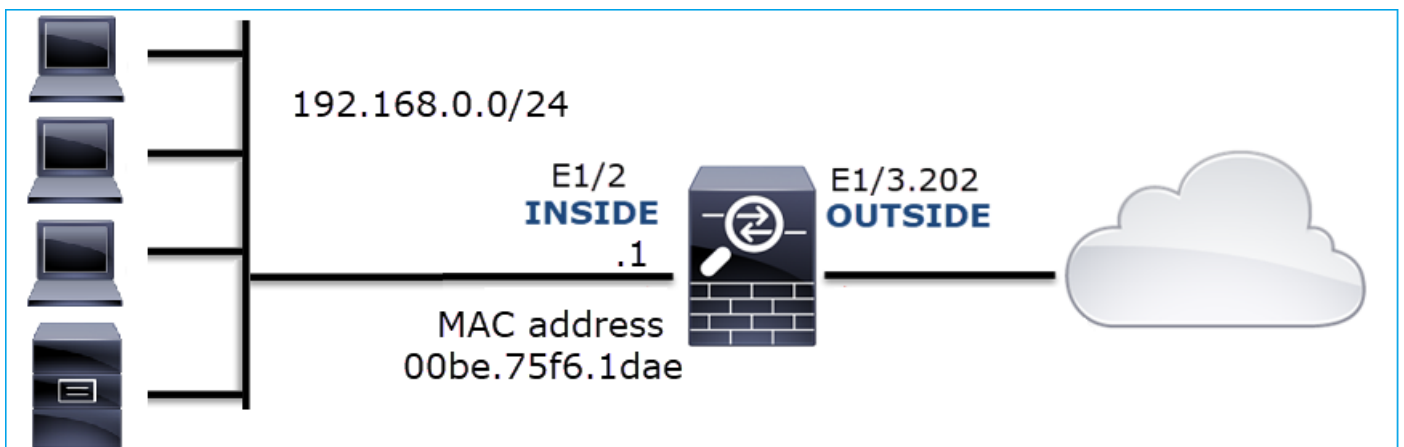 192.168.0.0/24
E1/2
INSIDE
.1
MAC address
00be.75f6.1dae
E1/3.202
OUTSIDE